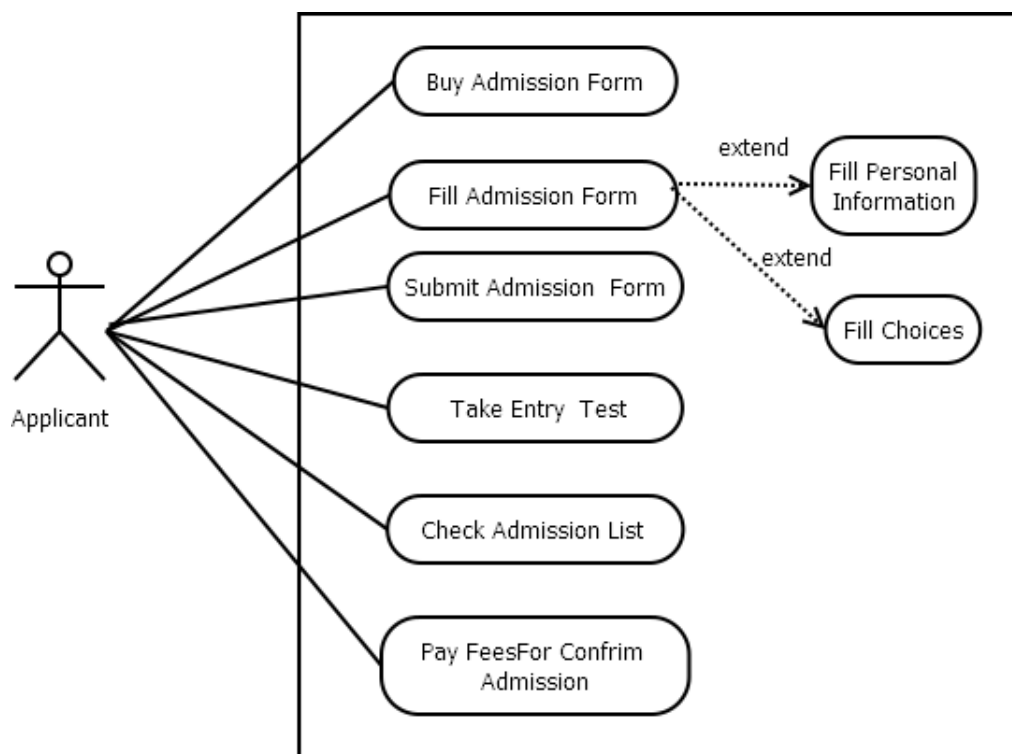 Buy Admission Form
extend
Fill Personal
Information
Fill Admission Form
extend
Submit Admission Form
Fill Choices
Applicant
Take Entry Test
Check Admission List
Pay FeesFor Confrim
Admission